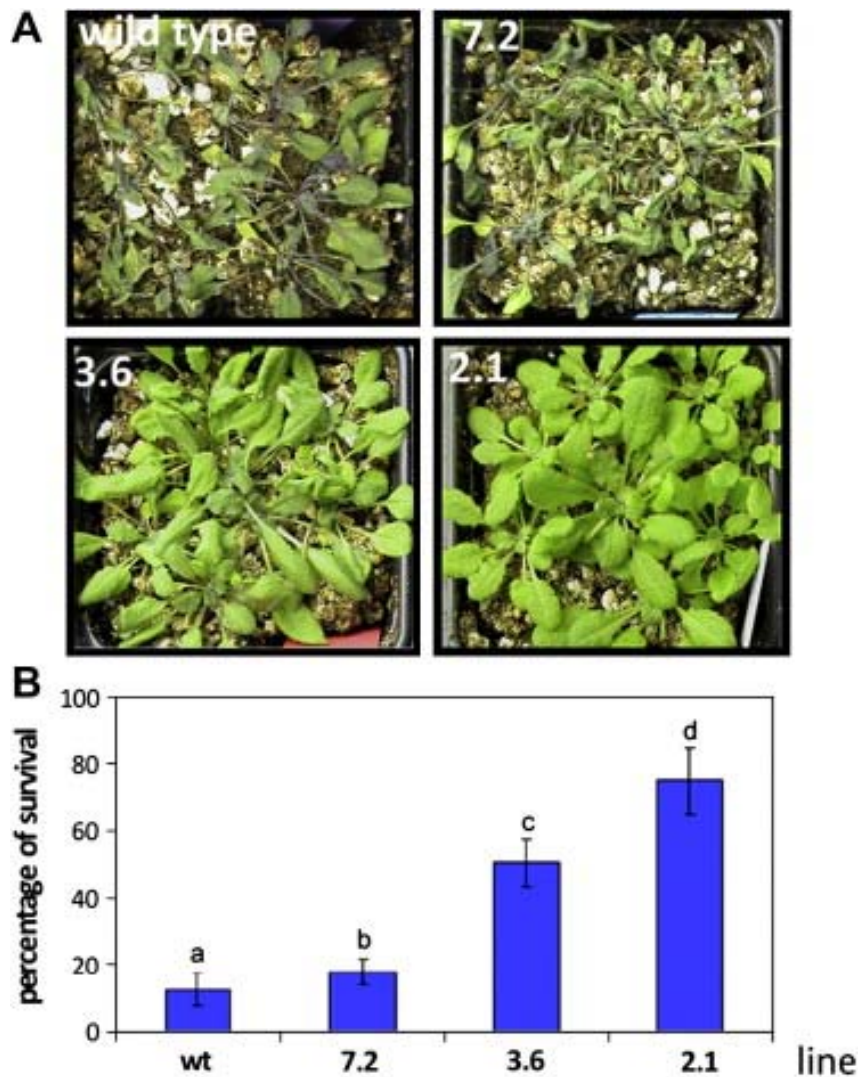 A
wild type
7.2
3.6
2.1
B
percentage of survival
100
80
60
40
20
0
a
b
c
d
wt 7.2 3.6 2.1 line